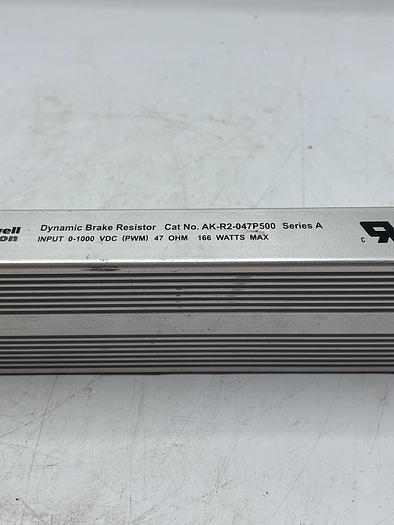 well Dynamic Brake Resistor Cat No. AK-R2-047P500 Series A
on INPUT 0-1000 VDC (PWM) 47 OHM 166 WATTS MAX
c